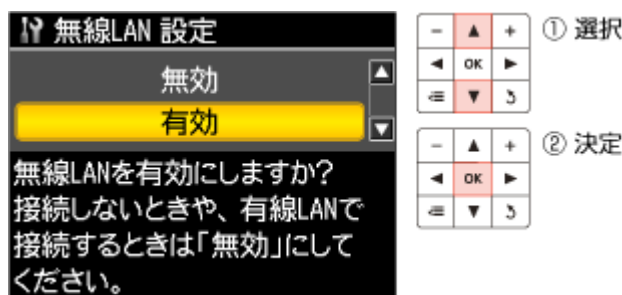 無線LAN 設定
無効
有効
無線LANを有効にしますか?
接続しないときや、有線LANで
接続するときは「無効」にして
ください。
① 選択
- ▲ +
◀ OK ▶
▼
② 決定
- ▲ +
◀ OK ▶
▼